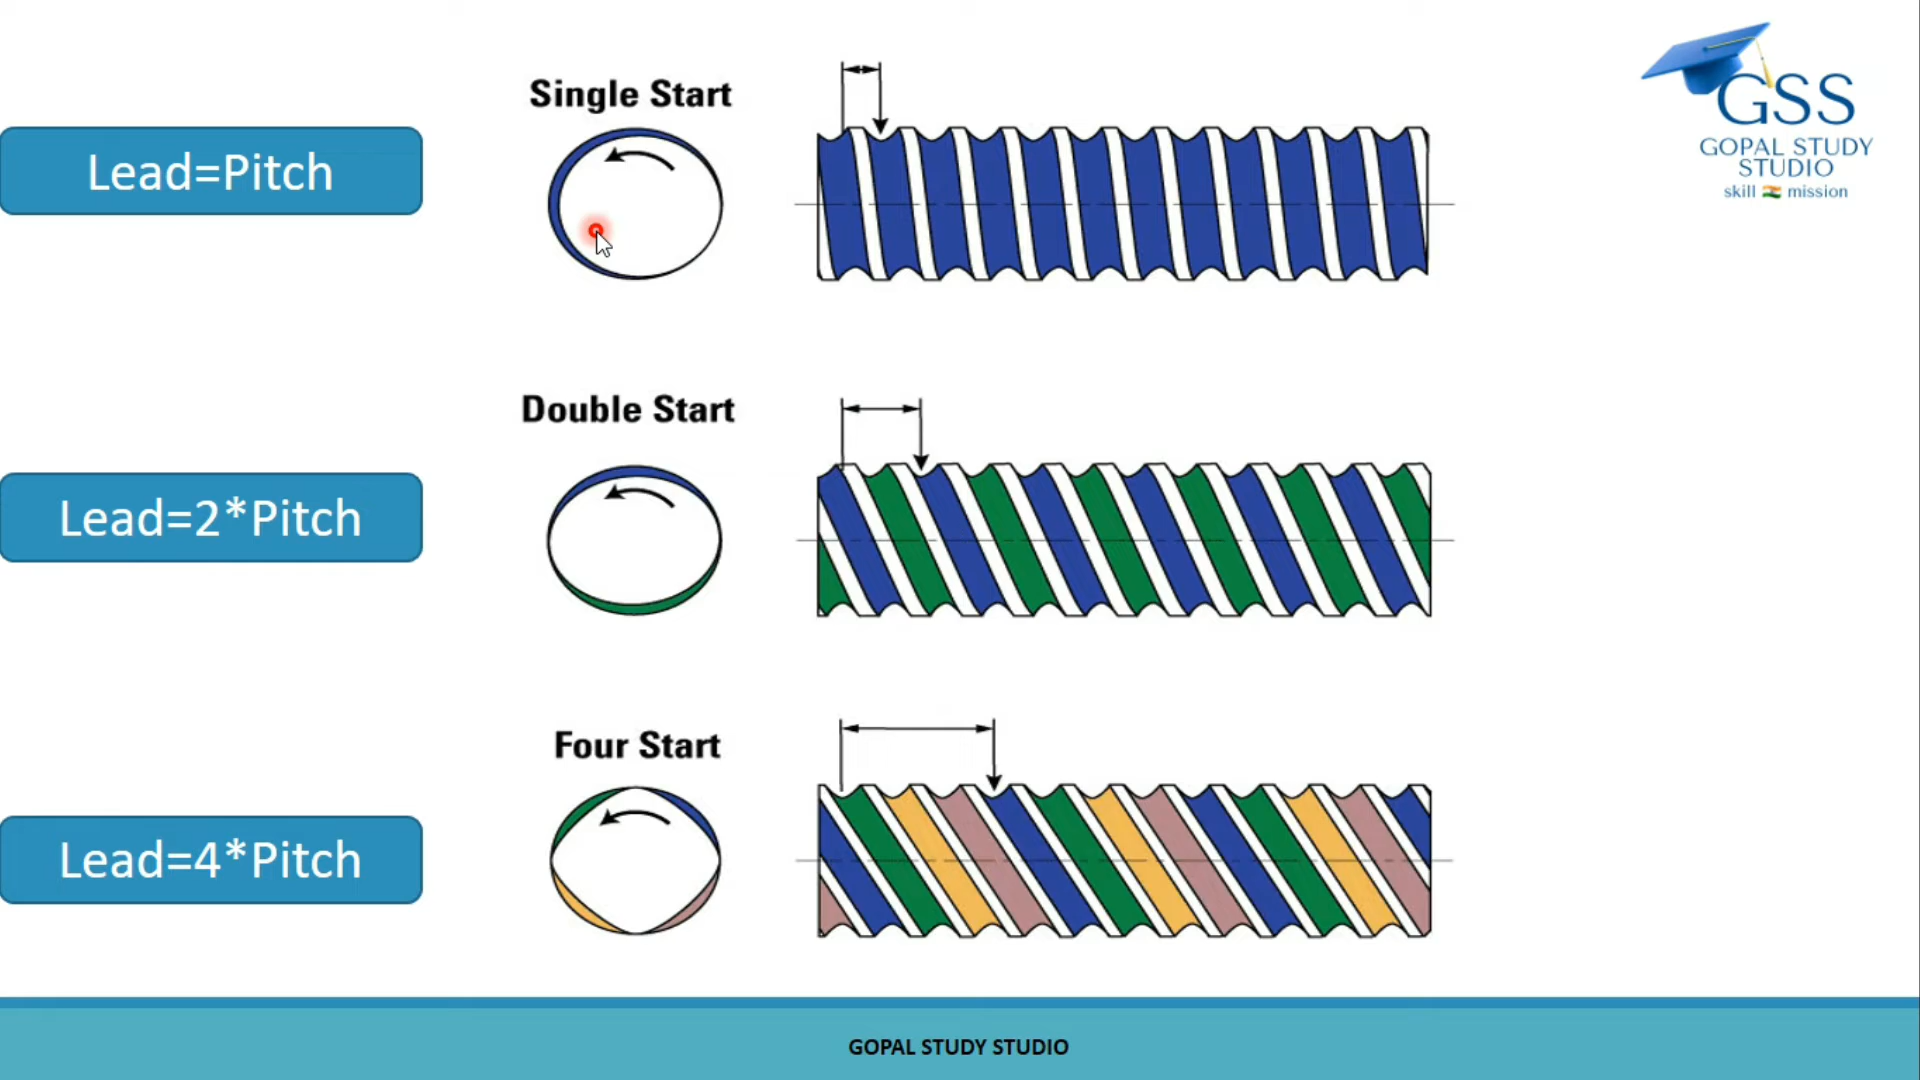 Single Start
Lead=Pitch
GSS
GOPAL STUDY
STUDIO
skill mission
Double Start
Lead=2*Pitch
Four Start
Lead=4*Pitch
GOPAL STUDY STUDIO